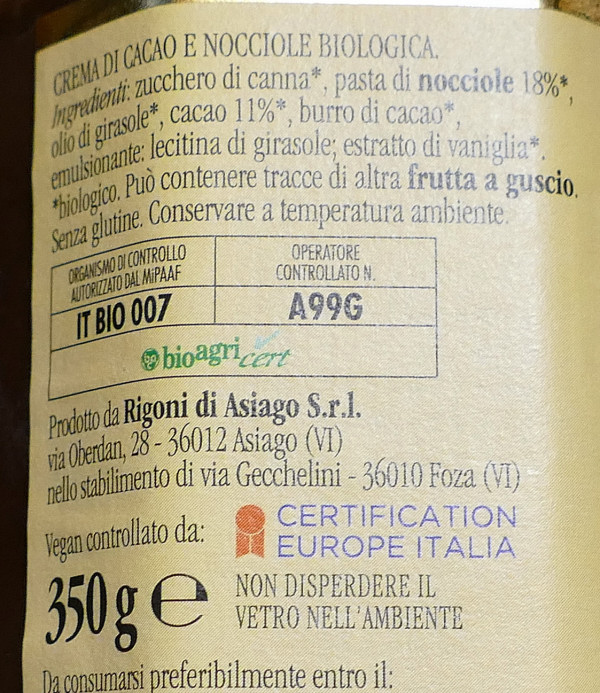 CREMA DI CACAO E NOCCIOLE BIOLOGICA.
Ingredienti: zucchero di canna*, pasta di nocciole 18%*,
olio di girasole*, cacao 11%*, burro di cacao*,
emulsionante: lecitina di girasole; estratto di vaniglia*.
*biologico. Può contenere tracce di altra frutta a guscio.
Senza glutine. Conservare a temperatura ambiente.
ORGANISMO DI CONTROLLO
AUTORIZZATO DAL MiPAAF
IT BIO 007
OPERATORE
CONTROLLATO N.
A99G
bioagricert
Prodotto da Rigoni di Asiago S.r.l.
via Oberdan, 28 - 36012 Asiago (VI)
nello stabilimento di via Gecchelini - 36010 Foza (VI)
Vegan controllato da:
CERTIFICATION
EUROPE ITALIA
350 g e
NON DISPERDERE IL
VETRO NELL'AMBIENTE
Da consumarsi preferibilmente entro il: